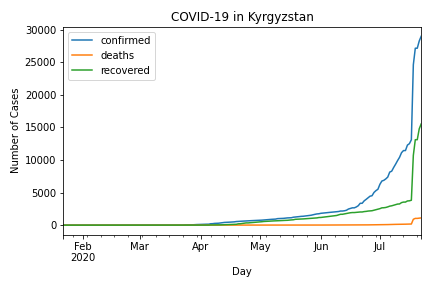 COVID-19 in Kyrgyzstan
confirmed
deaths
recovered
Number of Cases
30000
25000
20000
15000
10000
5000
0
Feb Mar Apr May Jun Jul
2020
Day